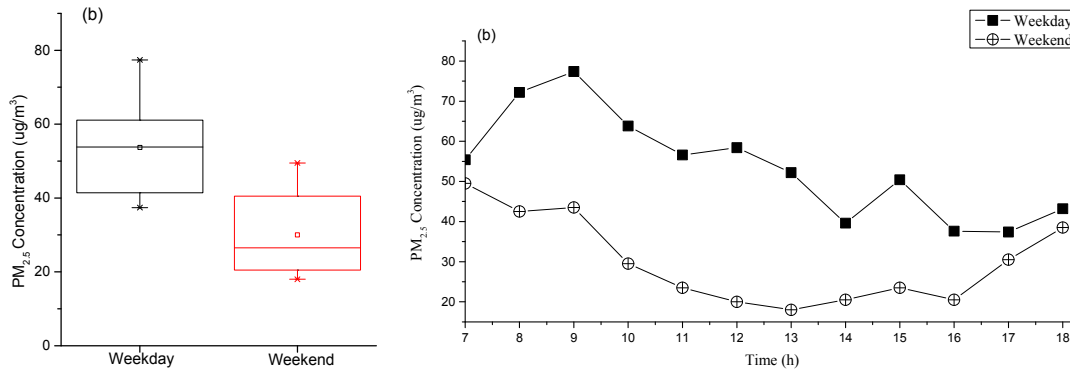 (b)
PM2.5 Concentration (ug/m3)
80
60
40
20
0
Weekday
Weekend
(b)
Weekday
Weekend
PM2.5 Concentration (ug/m3)
80
70
60
50
40
30
20
7 8 9 10 11 12 13 14 15 16 17 18
Time (h)